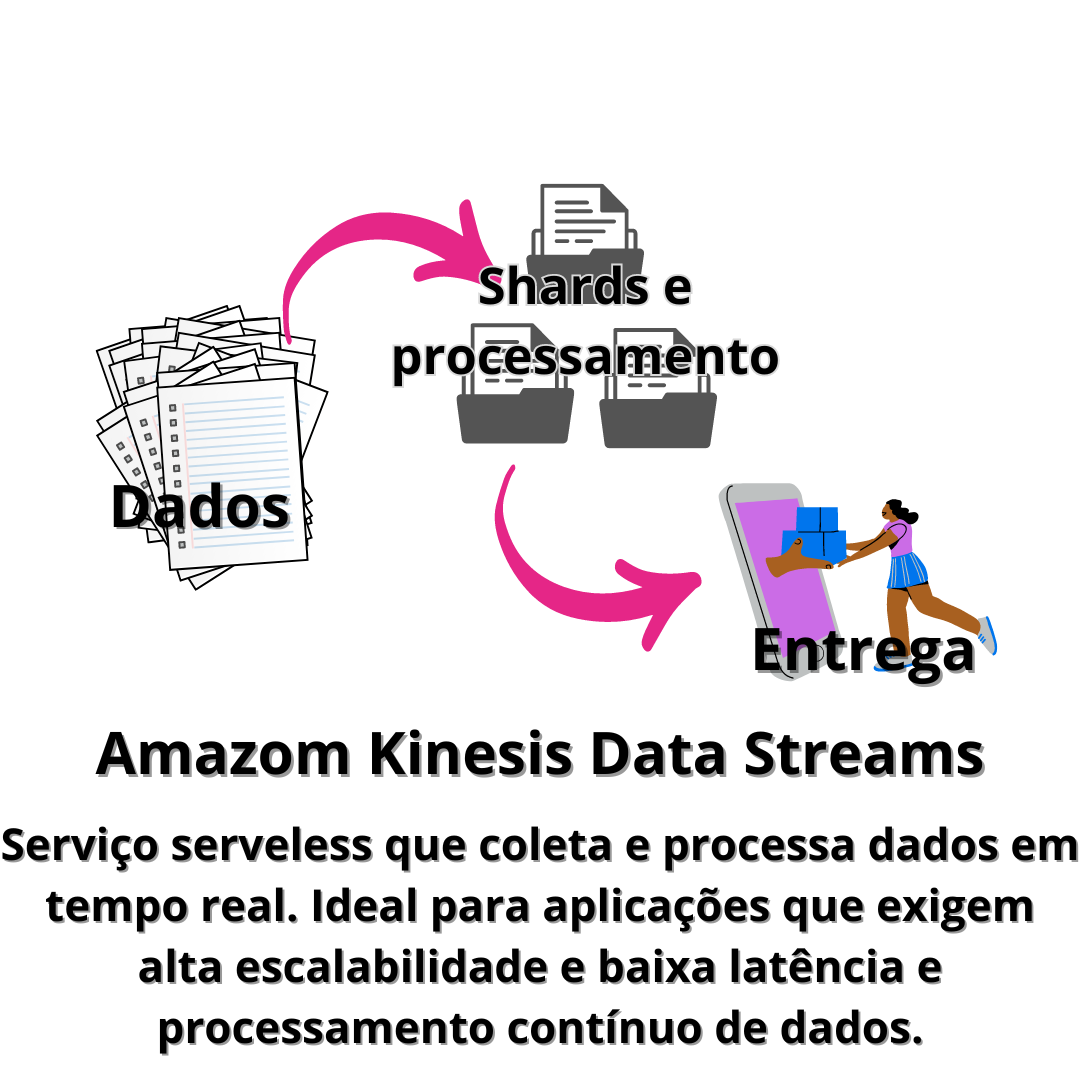 Shards e
processamento
Dados
Entrega
Amazom Kinesis Data Streams
Serviço serveless que coleta e processa dados em
tempo real. Ideal para aplicações que exigem
alta escalabilidade e baixa latência e
processamento contínuo de dados.